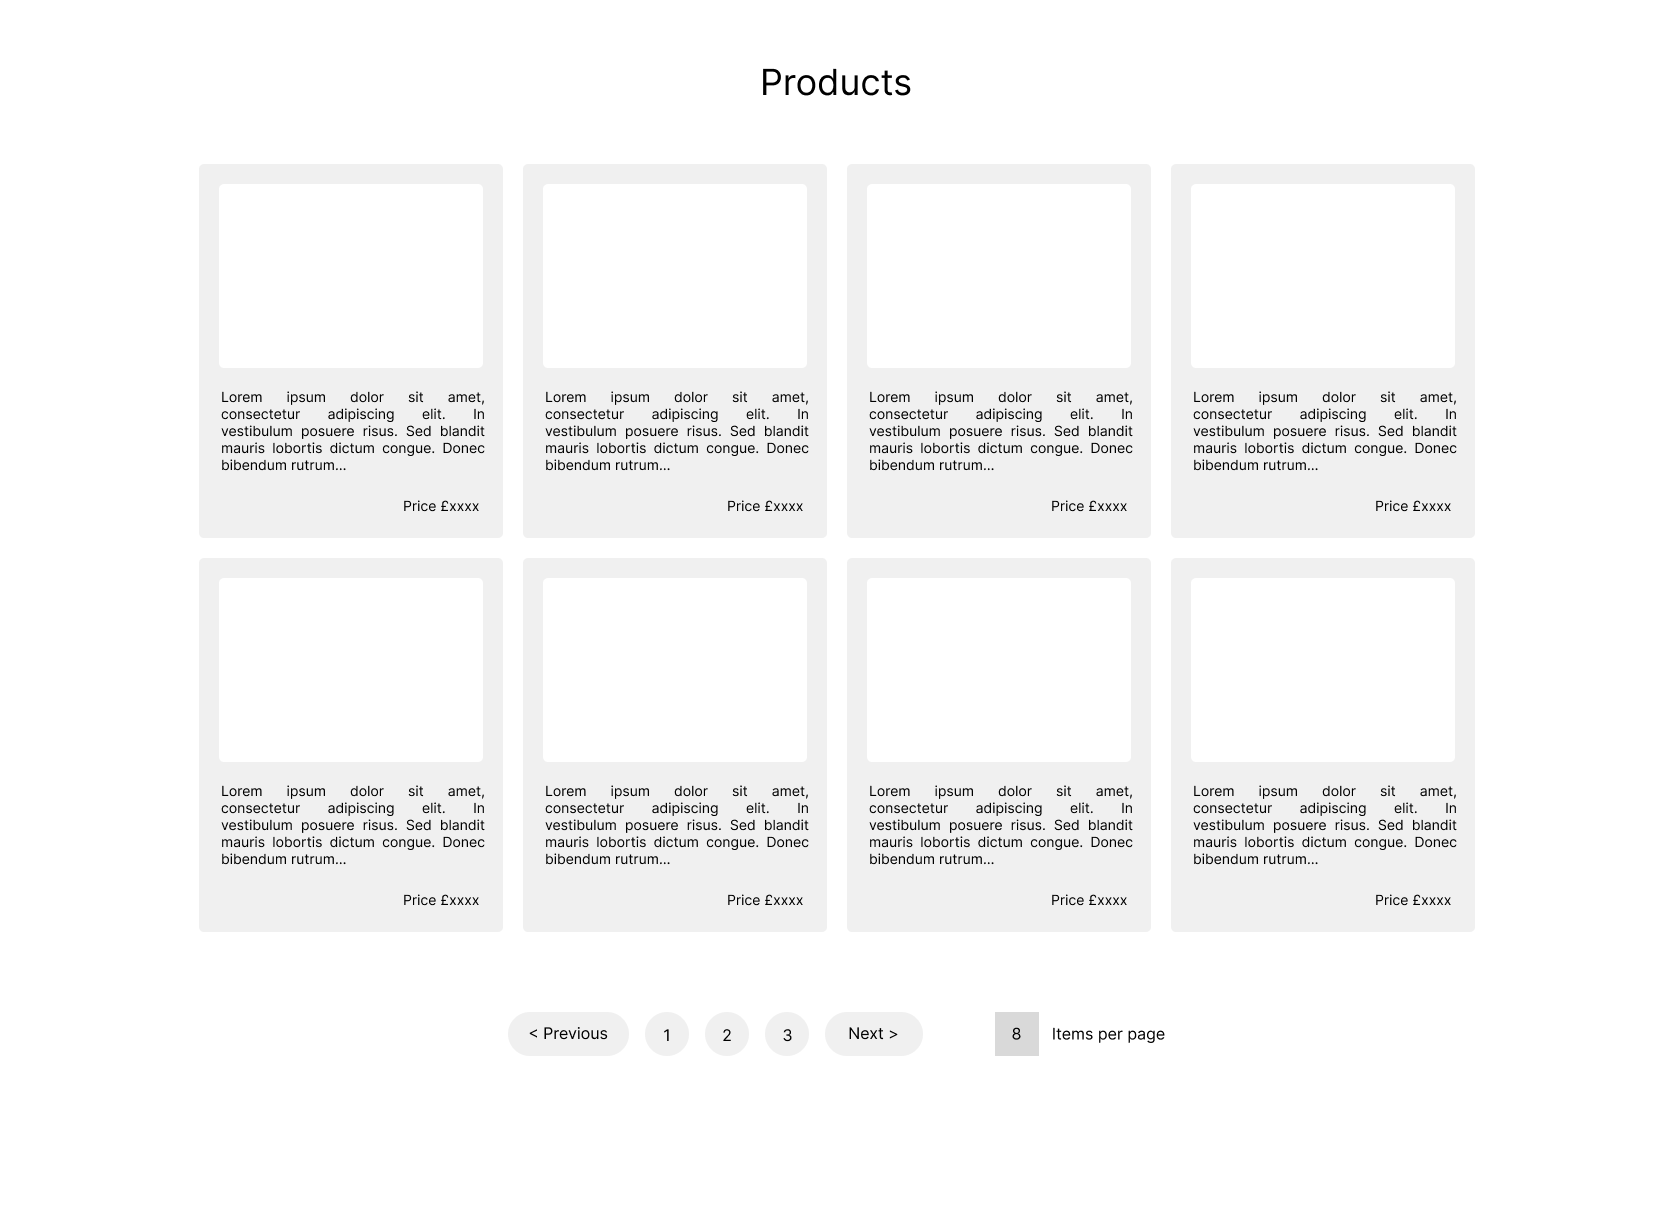 Products
Lorem ipsum dolor sit amet,
consectetur adipiscing elit. In
vestibulum posuere risus. Sed blandit
mauris lobortis dictum congue. Donec
bibendum rutrum...
Price £xxxx
Lorem ipsum dolor sit amet,
consectetur adipiscing elit. In
vestibulum posuere risus. Sed blandit
mauris lobortis dictum congue. Donec
bibendum rutrum...
Price £xxxx
Lorem ipsum dolor sit amet,
consectetur adipiscing elit. In
vestibulum posuere risus. Sed blandit
mauris lobortis dictum congue. Donec
bibendum rutrum...
Price £xxxx
Lorem ipsum dolor sit amet,
consectetur adipiscing elit. In
vestibulum posuere risus. Sed blandit
mauris lobortis dictum congue. Donec
bibendum rutrum...
Price £xxxx
Lorem ipsum dolor sit amet,
consectetur adipiscing elit. In
vestibulum posuere risus. Sed blandit
mauris lobortis dictum congue. Donec
bibendum rutrum...
Price £xxxx
Lorem ipsum dolor sit amet,
consectetur adipiscing elit. In
vestibulum posuere risus. Sed blandit
mauris lobortis dictum congue. Donec
bibendum rutrum...
Price £xxxx
Lorem ipsum dolor sit amet,
consectetur adipiscing elit. In
vestibulum posuere risus. Sed blandit
mauris lobortis dictum congue. Donec
bibendum rutrum...
Price £xxxx
Lorem ipsum dolor sit amet,
consectetur adipiscing elit. In
vestibulum posuere risus. Sed blandit
mauris lobortis dictum congue. Donec
bibendum rutrum...
Price £xxxx
< Previous 1 2 3 Next > 8 Items per page